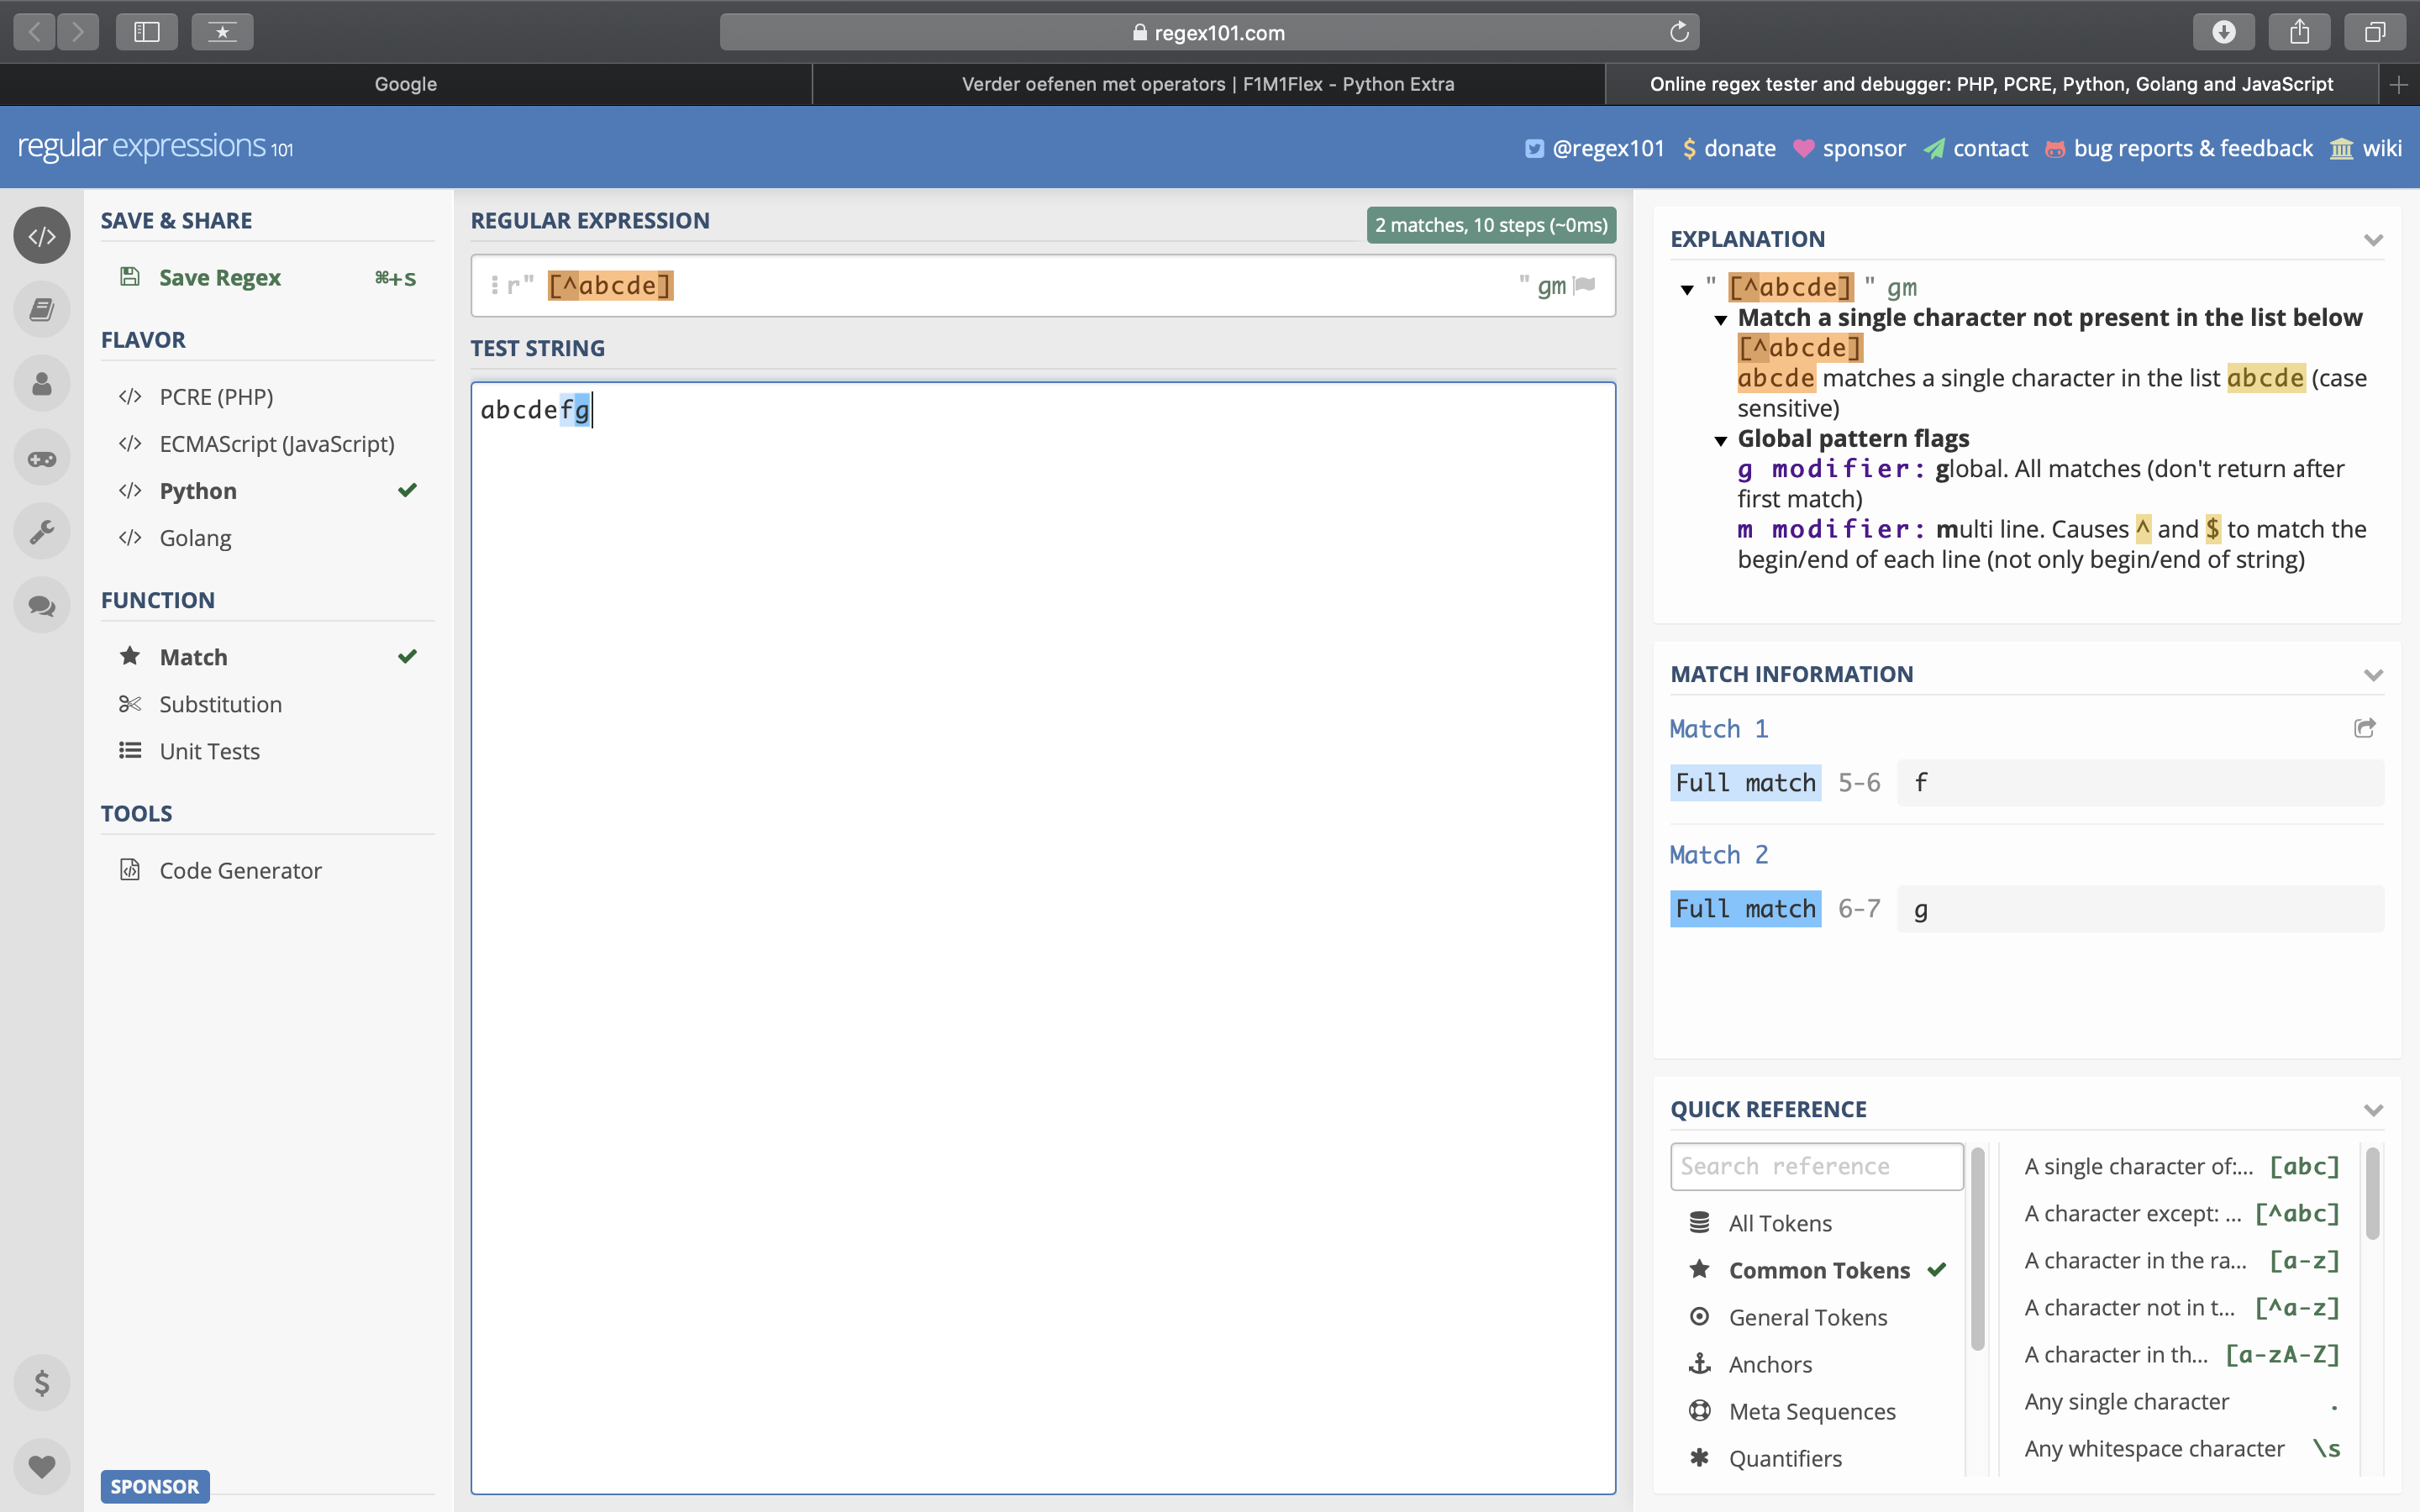 regex101.com
Google
Verder oefenen met operators | F1M1Flex - Python Extra
Online regex tester and debugger: PHP, PCRE, Python, Golang and JavaScript
regular expressions 101
@regex101
donate
sponsor
contact
bug reports & feedback
wiki
SAVE & SHARE
Save Regex ⌘+S
FLAVOR
</> PCRE (PHP)
</> ECMAScript (JavaScript)
</> Python
</> Golang
FUNCTION
Match
Substitution
Unit Tests
TOOLS
Code Generator
SPONSOR
REGULAR EXPRESSION
2 matches, 10 steps (~0ms)
r" [^abcde] " gm
TEST STRING
abcdefg
EXPLANATION
" [^abcde] " gm
Match a single character not present in the list below
[^abcde]
abcde matches a single character in the list abcde (case
sensitive)
Global pattern flags
g modifier: global. All matches (don't return after
first match)
m modifier: multi line. Causes ^ and $ to match the
begin/end of each line (not only begin/end of string)
MATCH INFORMATION
Match 1
Full match 5-6 f
Match 2
Full match 6-7 g
QUICK REFERENCE
Search reference
All Tokens
Common Tokens
General Tokens
Anchors
Meta Sequences
Quantifiers
A single character of:... [abc]
A character except: ... [^abc]
A character in the ra... [a-z]
A character not in t... [^a-z]
A character in th... [a-zA-Z]
Any single character .
Any whitespace character \s